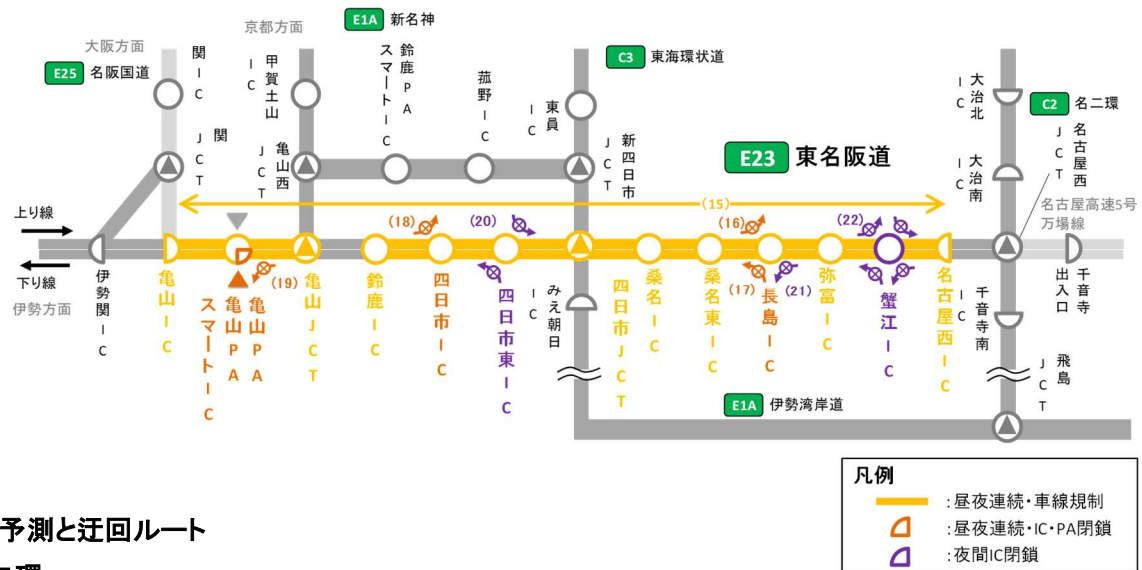 京都方面
E1A 新名神
大阪方面
E25 名阪国道
関IC
甲賀土山IC
鈴鹿PAスマートIC
菰野IC
東員IC
C3 東海環状道
大治北IC
C2 名二環
関JCT
亀山西JCT
新四日市JCT
E23 東名阪道
大治南IC
名古屋西JCT
名古屋高速5号
万場線
上り線
下り線
伊勢方面
(15)
(18)
(20)
(16)
(22)
(19)
(17)
(21)
伊勢関IC
亀山IC
亀山PAスマートIC
亀山PA
亀山JCT
鈴鹿IC
四日市IC
四日市東IC
みえ朝日IC
四日市JCT
桑名IC
桑名東IC
長島IC
弥富IC
蟹江IC
名古屋西IC
千音寺南IC
千音寺出入口
飛島JCT
E1A 伊勢湾岸道
凡例
:昼夜連続・車線規制
:昼夜連続・IC・PA閉鎖
:夜間IC閉鎖
予測と迂回ルート